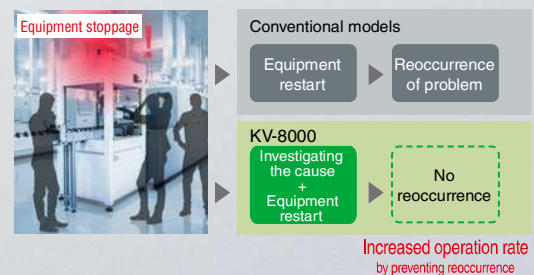 Equipment stoppage
Conventional models
Equipment
restart
Reoccurrence
of problem
KV-8000
Investigating
the cause
+
Equipment
restart
No
reoccurrence
Increased operation rate
by preventing reoccurrence